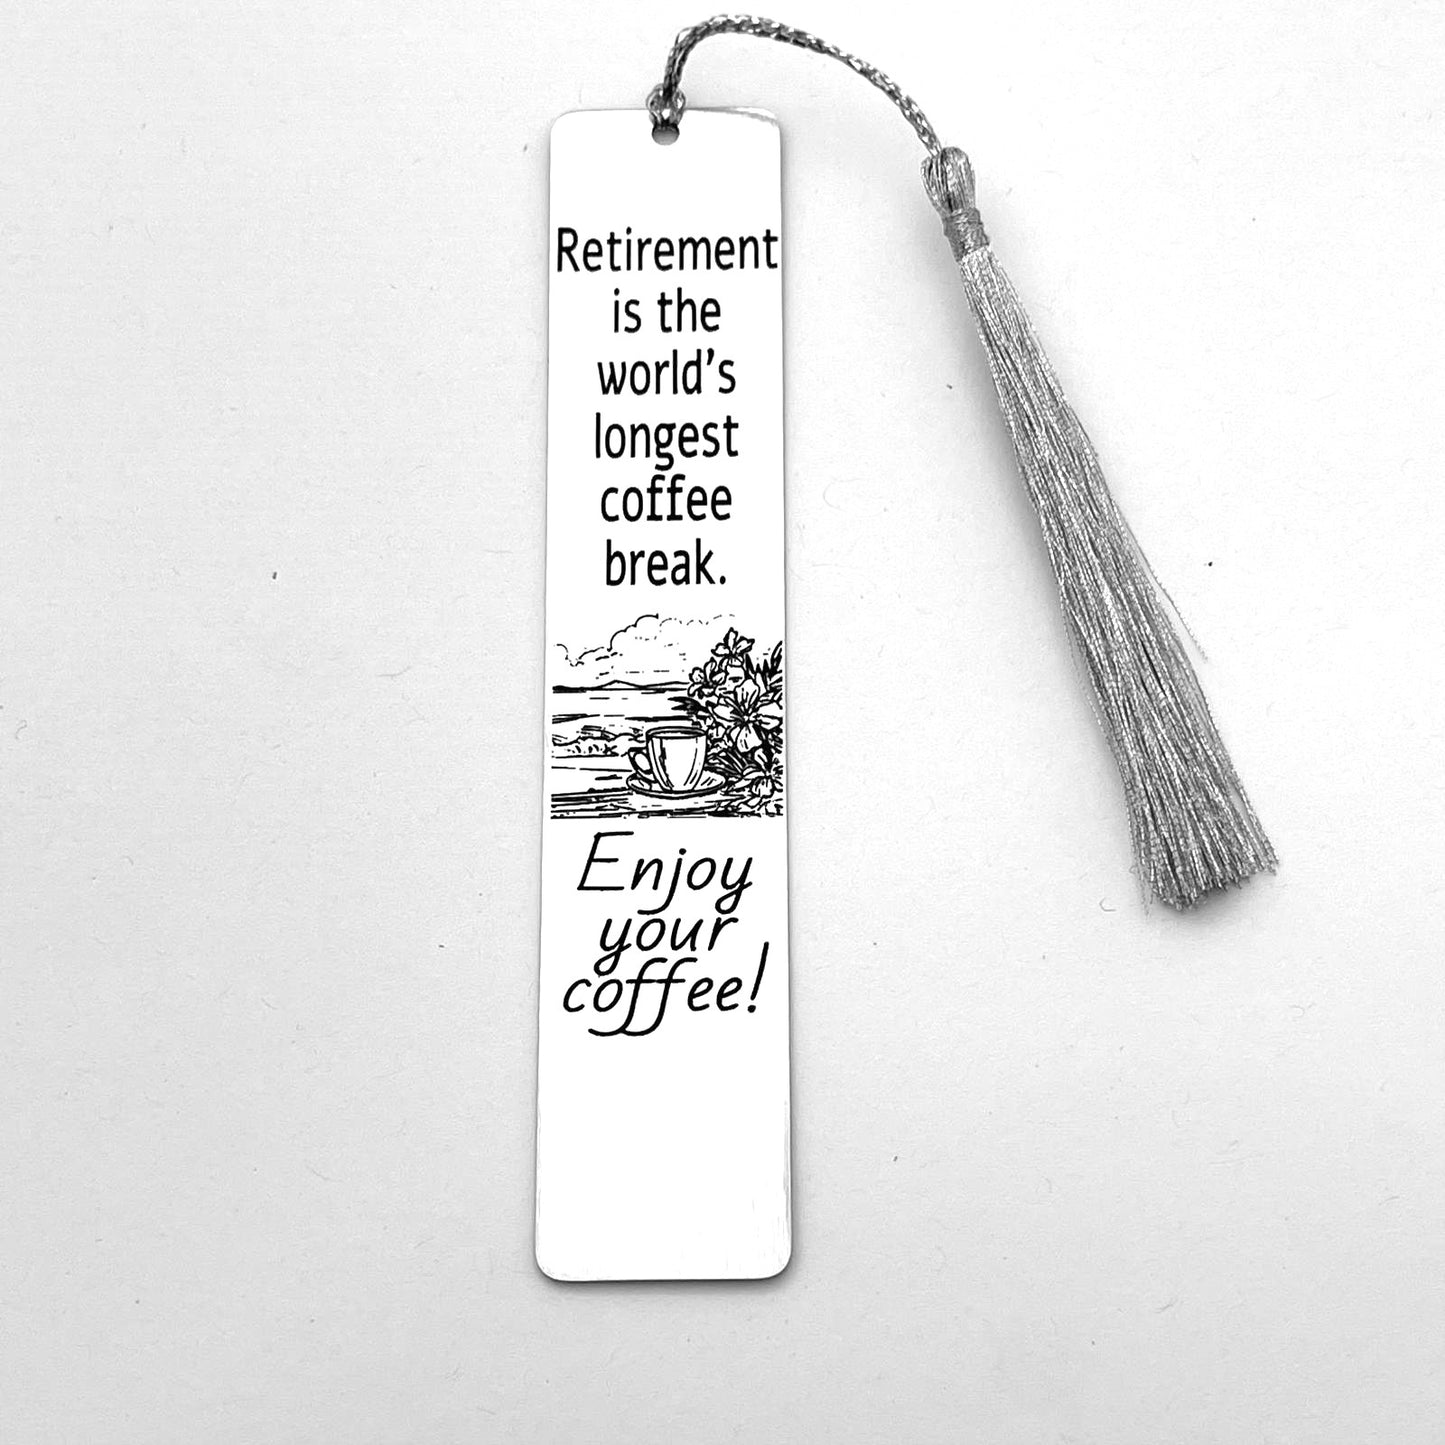 Retirement
is the
world’s
longest
coffee
break.
Enjoy
your
coffee!